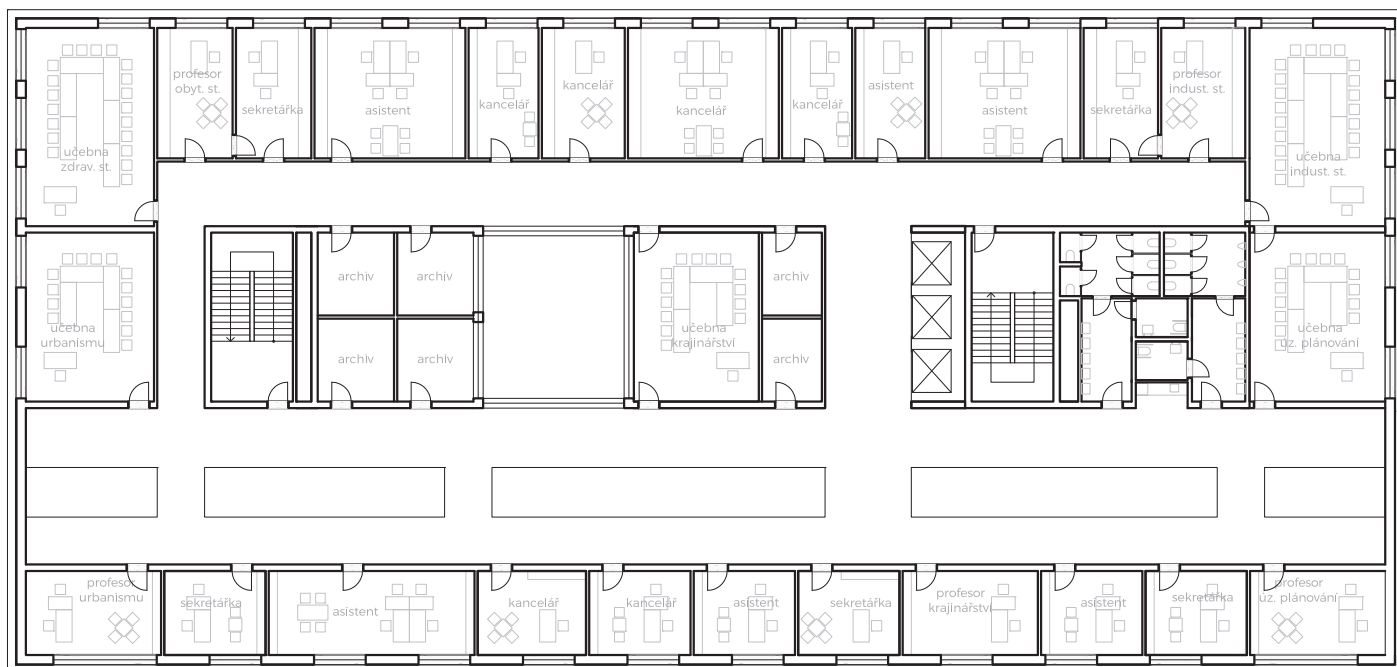 profesor
obyt. st.
sekretářka
asistent
kancelář
kancelář
kancelář
kancelář
asistent
asistent
sekretářka
profesor
indust. st.
učebna
zdrav. st.
učebna
indust. st.
archiv
archiv
archiv
archiv
učebna
urbanismu
učebna
krajinářství
archiv
archiv
učebna
úz. plánování
profesor
urbanismu
sekretářka
asistent
kancelář
kancelář
asistent
sekretářka
profesor
krajinářství
asistent
sekretářka
profesor
úz. plánování